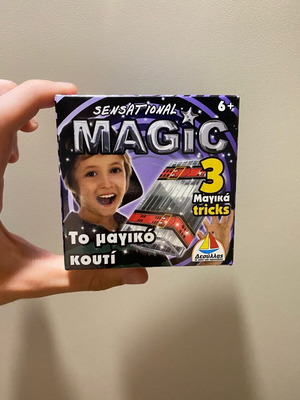 SENSATIONAL
6+
MAGiC
3
Μαγικά
tricks
Το μαγικό
κουτί
Δεσύλλας